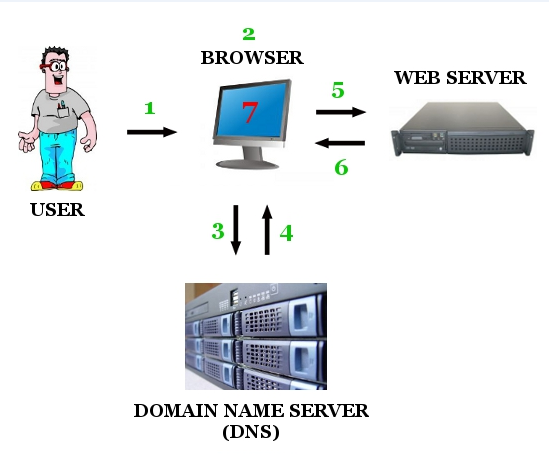 2
BROWSER
WEB SERVER
1
7
5
6
USER
3
4
DOMAIN NAME SERVER
(DNS)